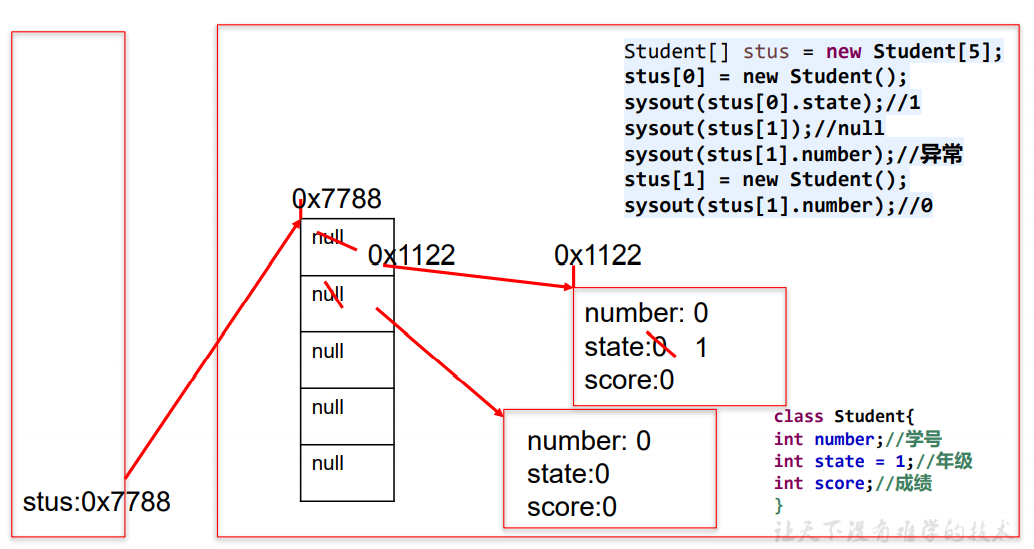 Student[] stus = new Student[5];
stus[0] = new Student();
sysout(stus[0].state);//1
sysout(stus[1]);//null
sysout(stus[1].number);//异常
stus[1] = new Student();
sysout(stus[1].number);//0
0x7788
null
0x1122
0x1122
null
number: 0
state:0 1
score:0
null
null
null
number: 0
state:0
score:0
class Student{
int number;//学号
int state = 1;//年级
int score;//成绩
}
stus:0x7788
让天下没有难学的技术